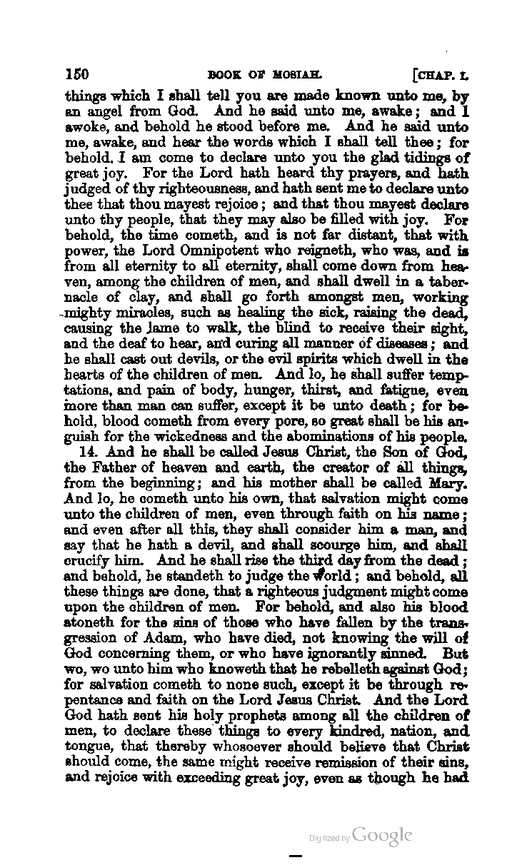 150 BOOK OF MOSIAH. [CHAP. I.
things which I shall tell you are made known unto me, by
an angel from God. And he said unto me, awake; and I
awoke, and behold he stood before me. And he said unto
me, awake, and hear the words which I shall tell thee; for
behold, I am come to declare unto you the glad tidings of
great joy. For the Lord hath heard thy prayers, and hath
judged of thy righteousness, and hath sent me to declare unto
thee that thou mayest rejoice; and that thou mayest declare
unto thy people, that they may also be filled with joy. For
behold, the time cometh, and is not far distant, that with
power, the Lord Omnipotent who reigneth, who was, and is
from all eternity to all eternity, shall come down from hea-
ven, among the children of men, and shall dwell in a taber-
nacle of clay, and shall go forth amongst men, working
mighty miracles, such as healing the sick, raising the dead,
causing the lame to walk, the blind to receive their sight,
and the deaf to hear, and curing all manner of diseases; and
he shall cast out devils, or the evil spirits which dwell in the
hearts of the children of men. And lo, he shall suffer temp-
tations, and pain of body, hunger, thirst, and fatigue, even
more than man can suffer, except it be unto death; for be-
hold, blood cometh from every pore, so great shall be his an-
guish for the wickedness and the abominations of his people.
14. And he shall be called Jesus Christ, the Son of God,
the Father of heaven and earth, the creator of all things,
from the beginning; and his mother shall be called Mary.
And lo, he cometh unto his own, that salvation might come
unto the children of men, even through faith on his name;
and even after all this, they shall consider him a man, and
say that he hath a devil, and shall scourge him, and shall
crucify him. And he shall rise the third day from the dead;
and behold, he standeth to judge the world; and behold, all
these things are done, that a righteous judgment might come
upon the children of men. For behold, and also his blood
atoneth for the sins of those who have fallen by the trans-
gression of Adam, who have died, not knowing the will of
God concerning them, or who have ignorantly sinned. But
wo, wo unto him who knoweth that he rebelleth against God;
for salvation cometh to none such, except it be through re-
pentance and faith on the Lord Jesus Christ. And the Lord
God hath sent his holy prophets among all the children of
men, to declare these things to every kindred, nation, and
tongue, that thereby whosoever should believe that Christ
should come, the same might receive remission of their sins,
and rejoice with exceeding great joy, even as though he had
Digitized by Google